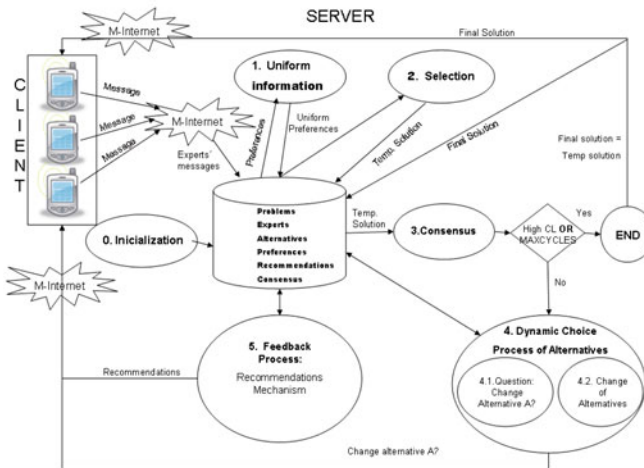 SERVER
M-Internet
Final Solution
CLIENT
Message
Message
Message
M-Internet
Experts'
messages
1. Uniform
information
2. Selection
Preferences
Uniform
Preferences
Temp. Solution
Final Solution
Final solution =
Temp solution
0. Inicialization
Problems
Experts
Alternatives
Preferences
Recommendations
Consensus
Temp.
Solution
3.Consensus
High CL OR
MAXCYCLES
Yes
END
No
M-Internet
5. Feedback
Process:
Recommendations
Mechanism
Recommendations
4. Dynamic Choice
Process of Alternatives
4.1.Question:
Change
Alternative A?
4.2. Change
of
Alternatives
Change alternative A?